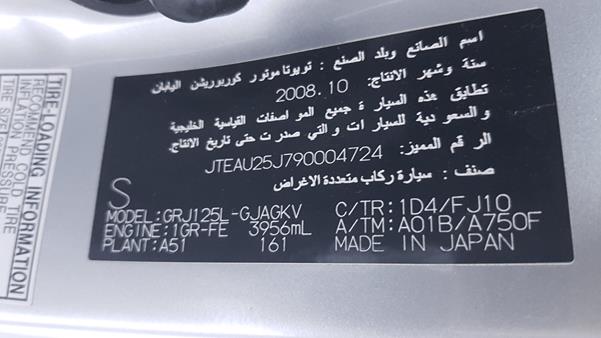 اسم الصانع وبلد الصنع : تويوتا موتور كوربوريشن اليابان
سنة وشهر الانتاج: 2008.10
تطابق هذه السيارة جميع المواصفات القياسية الخليجية
والسعودية للسيارات والتي صدرت حتى تاريخ الانتاج.
الرقم المميز: JTEAU25J790004724
صنف : سيارة ركاب متعددة الاغراض
S
MODEL:GRJ125L-GJAGKV C/TR:1D4/FJ10
ENGINE:1GR-FE 3956mL A/TM:A01B/A750F
PLANT:A51 161 MADE IN JAPAN
TIRE-LOADING INFORMATION
RECOMMEND COLD TIRE
INFLATION PRESSURE